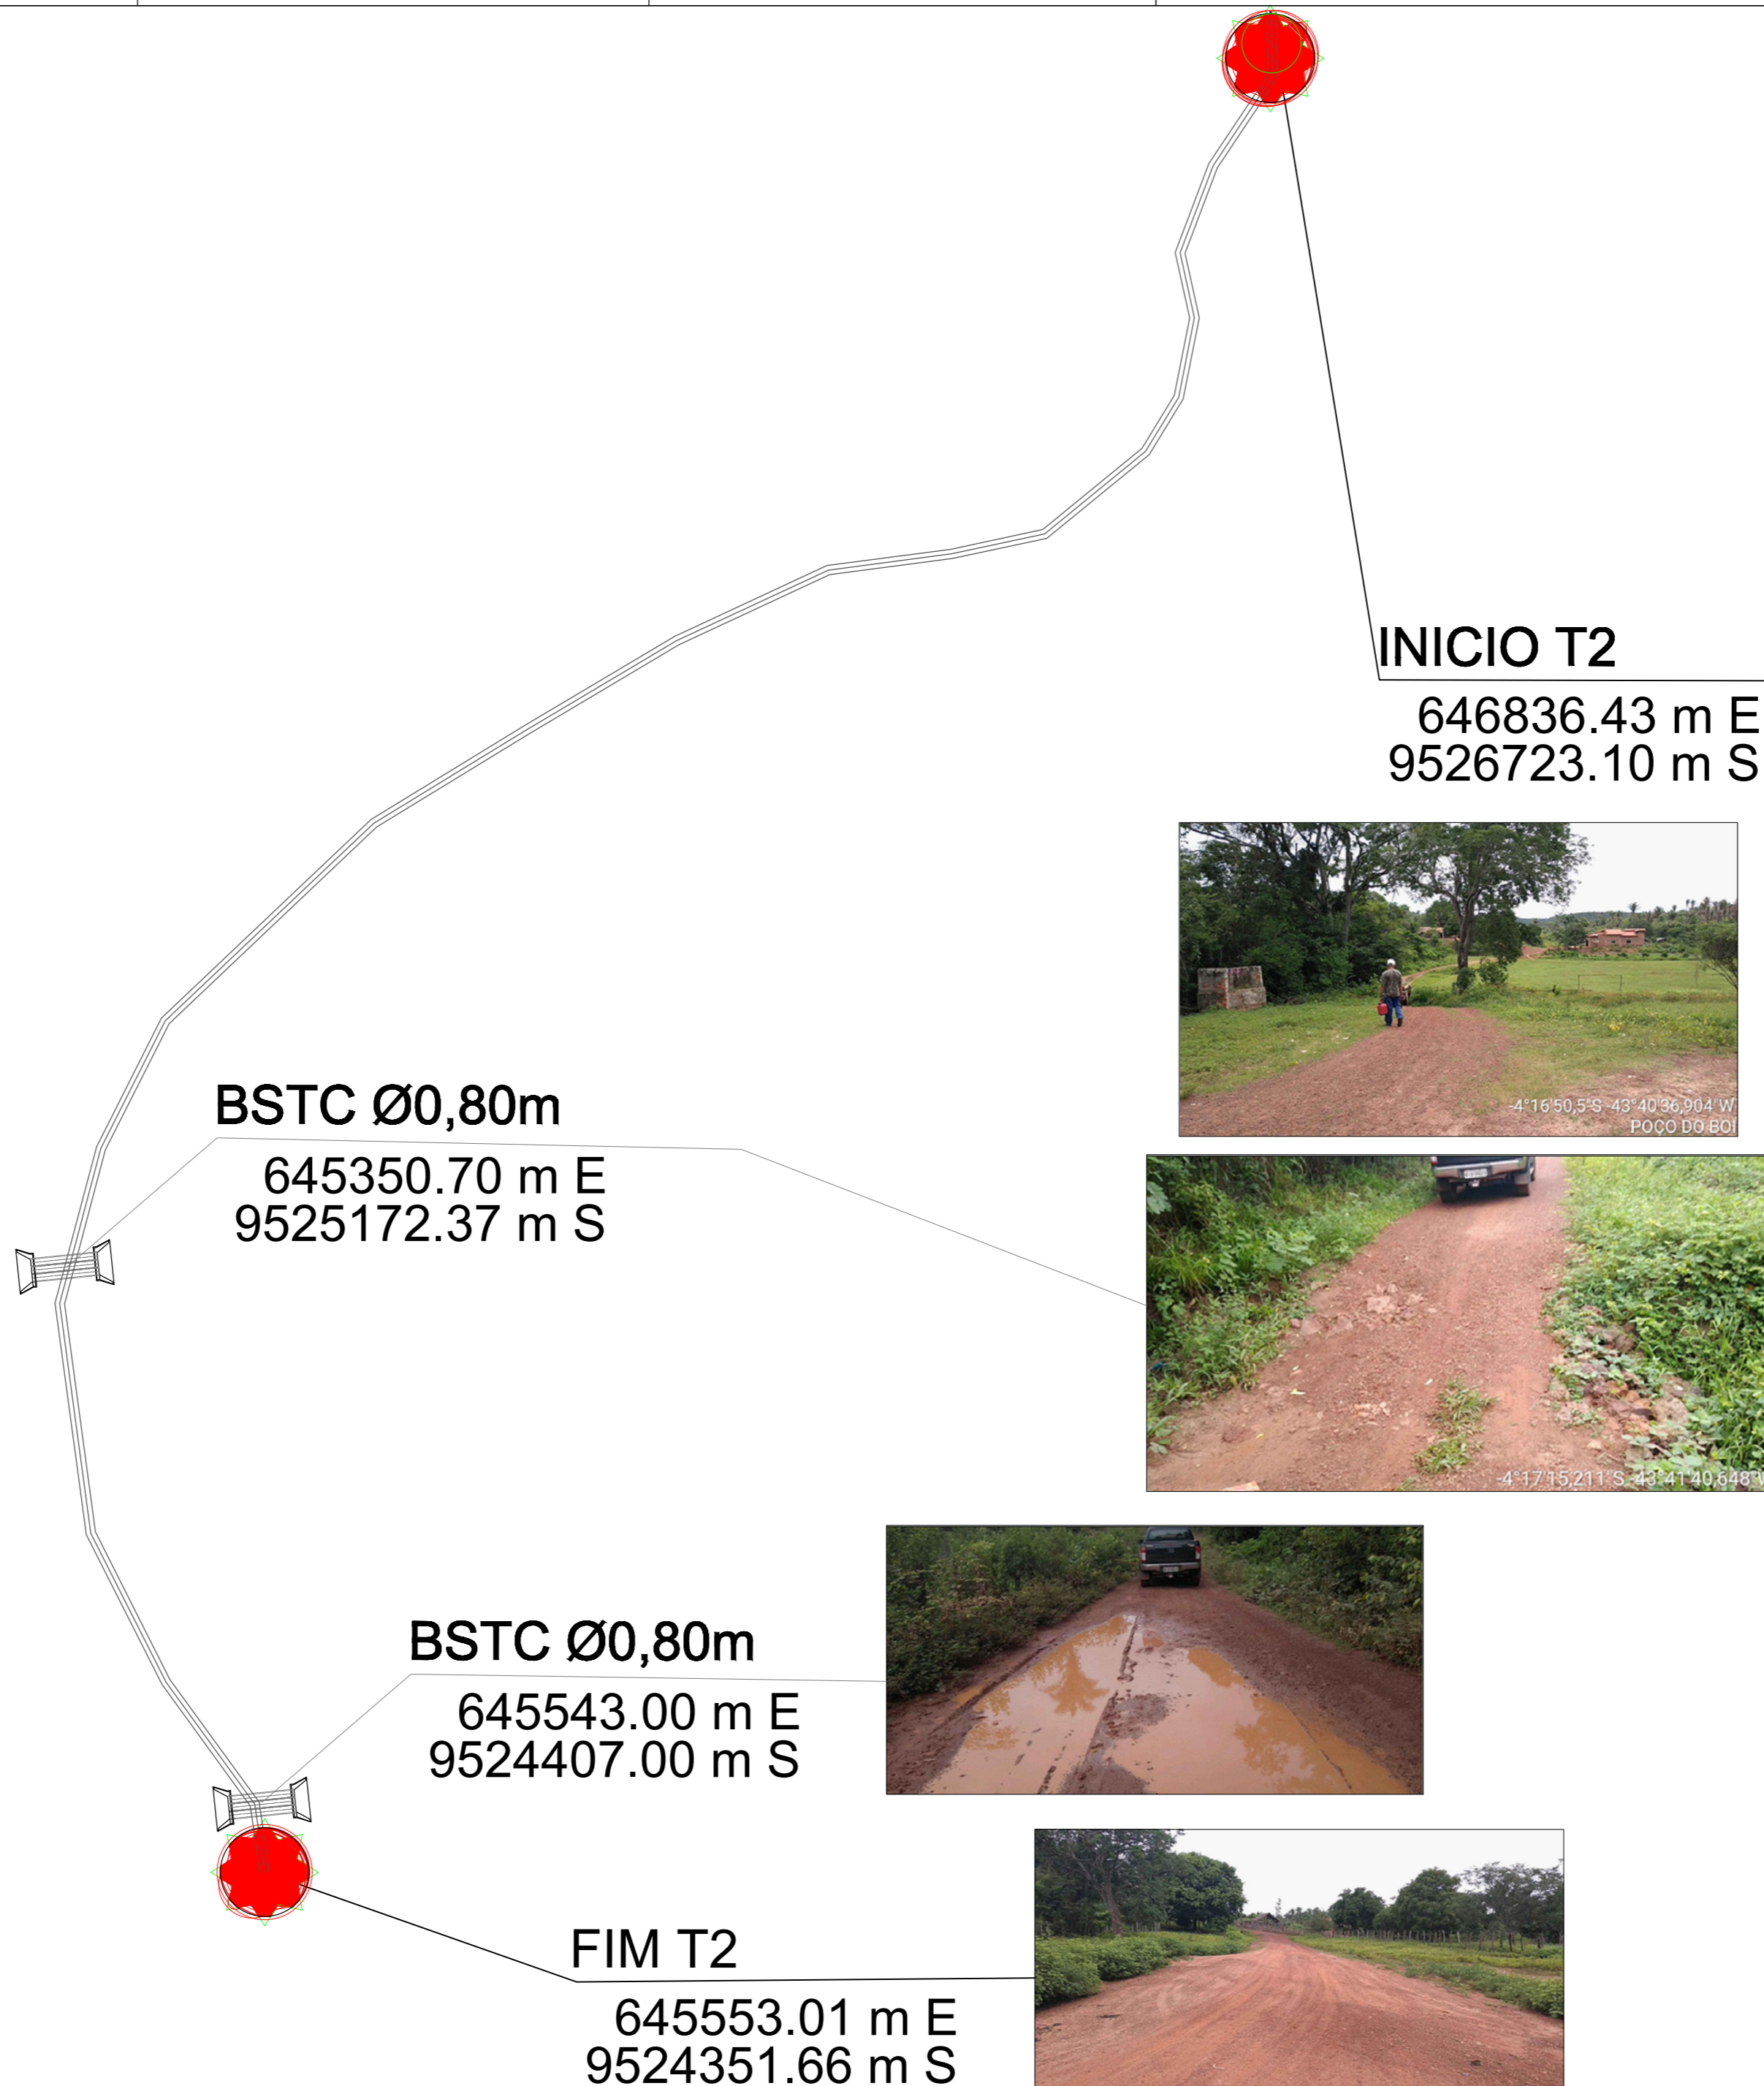 INICIO T2
646836.43 m E
9526723.10 m S
-4°16'50,5"S -43°40'36,904"W
POÇO DO BOI
BSTC Ø0,80m
645350.70 m E
9525172.37 m S
-4°17'15,211"S -43°41'40,648"W
BSTC Ø0,80m
645543.00 m E
9524407.00 m S
FIM T2
645553.01 m E
9524351.66 m S